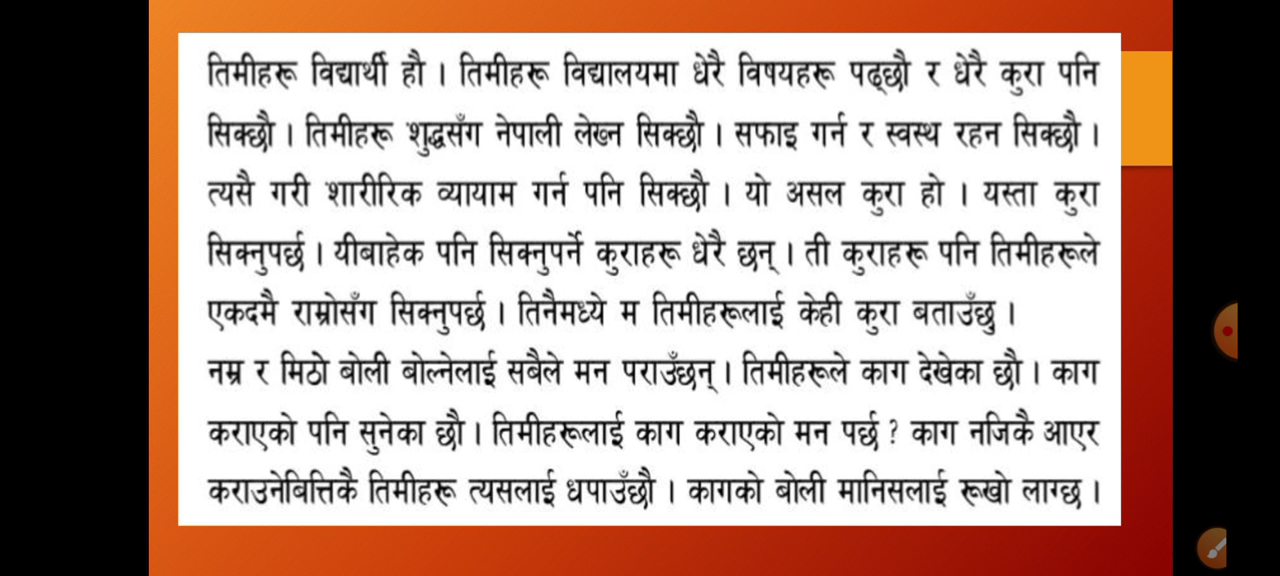 तिमीहरू विद्यार्थी हौ । तिमीहरू विद्यालयमा धेरै विषयहरू पढ्छौ र धेरै कुरा पनि
सिक्छौ । तिमीहरू शुद्धसँग नेपाली लेख्न सिक्छौ । सफाइ गर्न र स्वस्थ रहन सिक्छौ ।
त्यसै गरी शारीरिक व्यायाम गर्न पनि सिक्छौ । यो असल कुरा हो । यस्ता कुरा
सिक्नुपर्छ । यीबाहेक पनि सिक्नुपर्ने कुराहरू धेरै छन् । ती कुराहरू पनि तिमीहरूले
एकदमै राम्रोसँग सिक्नुपर्छ । तिनैमध्ये म तिमीहरूलाई केही कुरा बताउँछु ।
नम्र र मिठो बोली बोल्नेलाई सबैले मन पराउँछन् । तिमीहरूले काग देखेका छौ । काग
कराएको पनि सुनेका छौ । तिमीहरूलाई काग कराएको मन पर्छ ? काग नजिकै आएर
कराउनेबित्तिकै तिमीहरू त्यसलाई धपाउँछौ । कागको बोली मानिसलाई रूखो लाग्छ ।